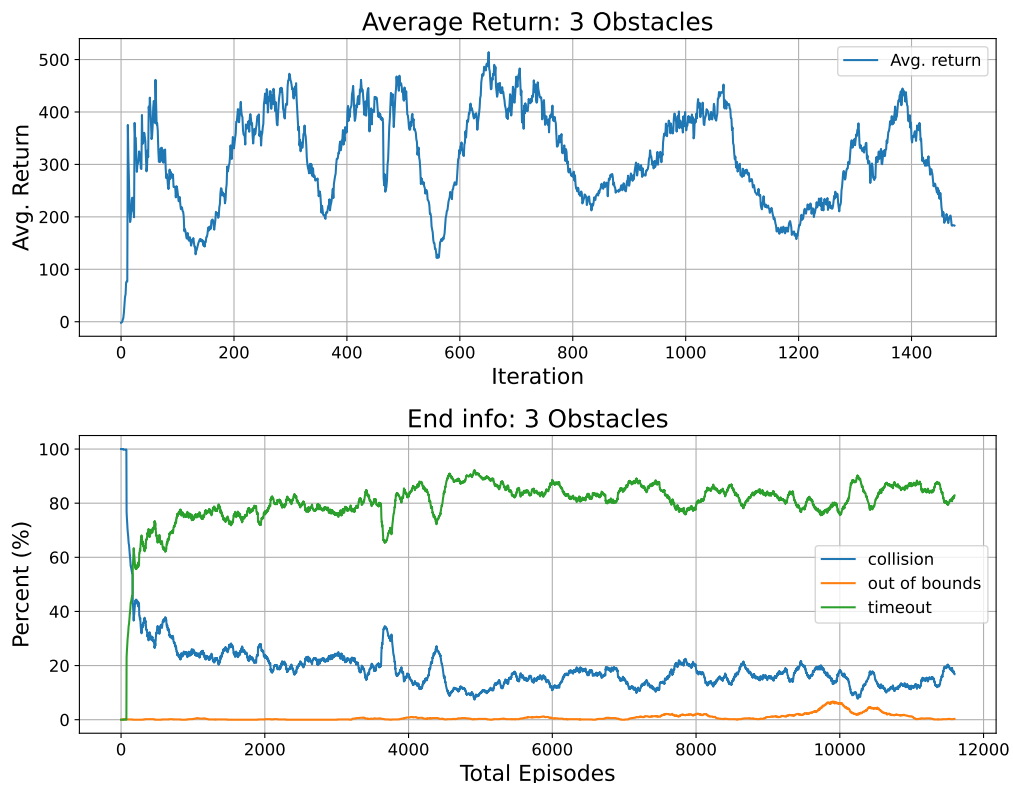 Average Return: 3 Obstacles
Avg. Return
500
400
300
200
100
0
Avg. return
0 200 400 600 800 1000 1200 1400
Iteration
End info: 3 Obstacles
Percent (%)
100
80
60
40
20
0
collision
out of bounds
timeout
0 2000 4000 6000 8000 10000 12000
Total Episodes